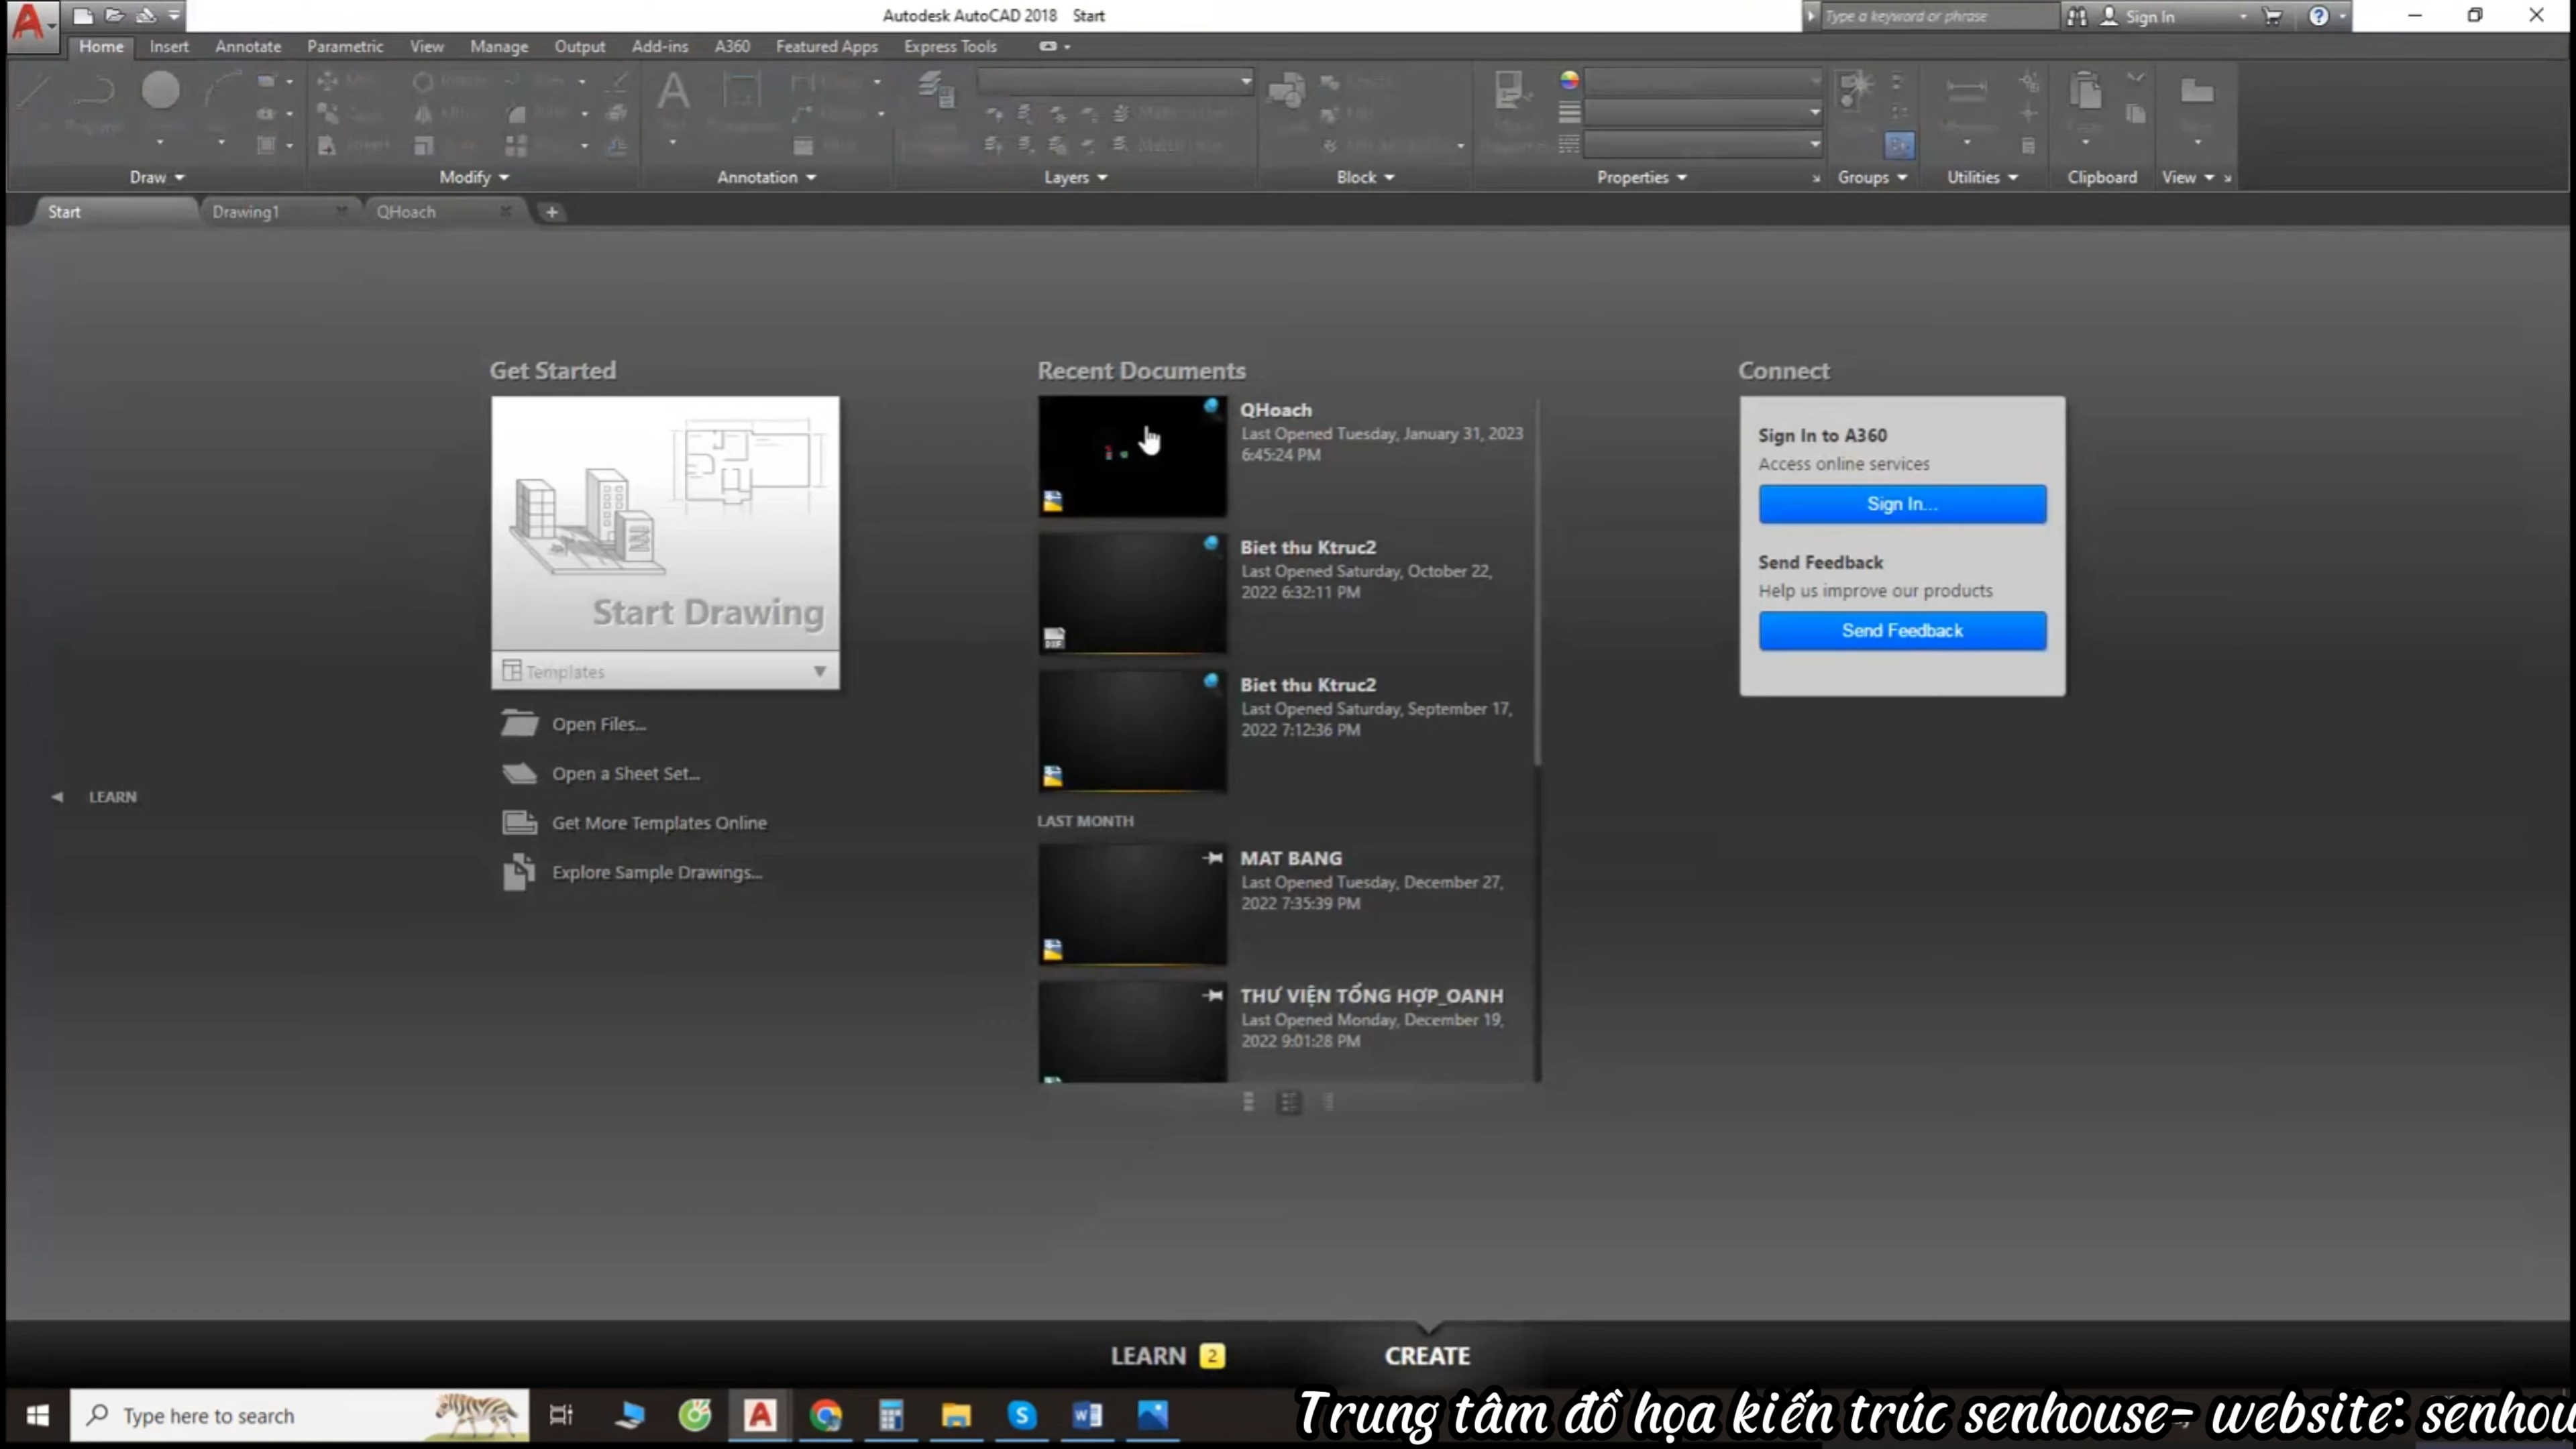 Autodesk AutoCAD 2018 Start
Type a keyword or phrase
Sign In
Home Insert Annotate Parametric View Manage Output Add-ins A360 Featured Apps Express Tools
Draw Modify Annotation Layers Block Properties Groups Utilities Clipboard View
Start Drawing1 QHoach
Get Started
Start Drawing
Templates
Open Files...
Open a Sheet Set...
Get More Templates Online
Explore Sample Drawings...
LEARN
Recent Documents
QHoach
Last Opened Tuesday, January 31, 2023
6:45:24 PM
Biet thu Ktruc2
Last Opened Saturday, October 22,
2022 6:32:11 PM
Biet thu Ktruc2
Last Opened Saturday, September 17,
2022 7:12:36 PM
LAST MONTH
MAT BANG
Last Opened Tuesday, December 27,
2022 7:35:39 PM
THƯ VIỆN TỔNG HỢP_OANH
Last Opened Monday, December 19,
2022 9:01:28 PM
Connect
Sign In to A360
Access online services
Sign In...
Send Feedback
Help us improve our products
Send Feedback
LEARN 2 CREATE
Type here to search
Trung tâm đồ họa kiến trúc senhouse- website: senhou